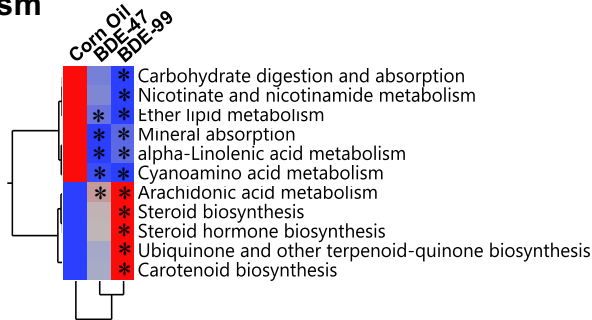 sm
Corn Oil
BDE-47
BDE-99
* Carbohydrate digestion and absorption
* Nicotinate and nicotinamide metabolism
* * Ether lipid metabolism
* * Mineral absorption
* * alpha-Linolenic acid metabolism
* * Cyanoamino acid metabolism
* * Arachidonic acid metabolism
* Steroid biosynthesis
* Steroid hormone biosynthesis
* Ubiquinone and other terpenoid-quinone biosynthesis
* Carotenoid biosynthesis